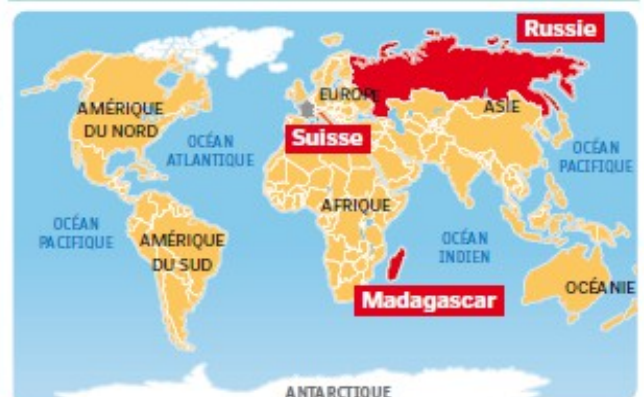 Russie
EUROPE
ASIE
AMÉRIQUE
DU NORD
OCÉAN
ATLANTIQUE
Suisse
OCÉAN
PACIFIQUE
AFRIQUE
OCÉAN
PACIFIQUE
AMÉRIQUE
DU SUD
OCÉAN
INDIEN
OCÉANIE
Madagascar
ANTARCTIQUE